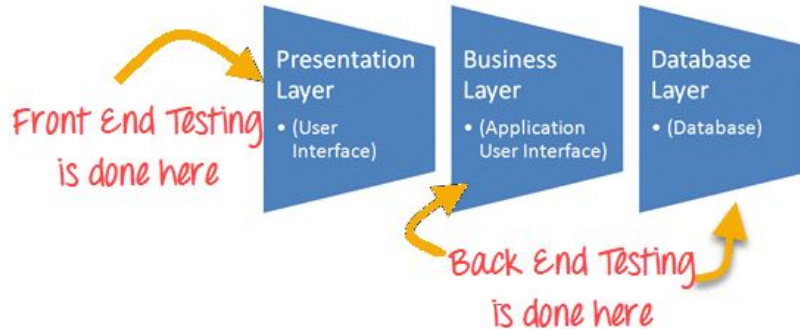 Presentation
Layer
• (User
Interface)
Business
Layer
• (Application
User Interface)
Database
Layer
• (Database)
Front End Testing
is done here
Back End Testing
is done here